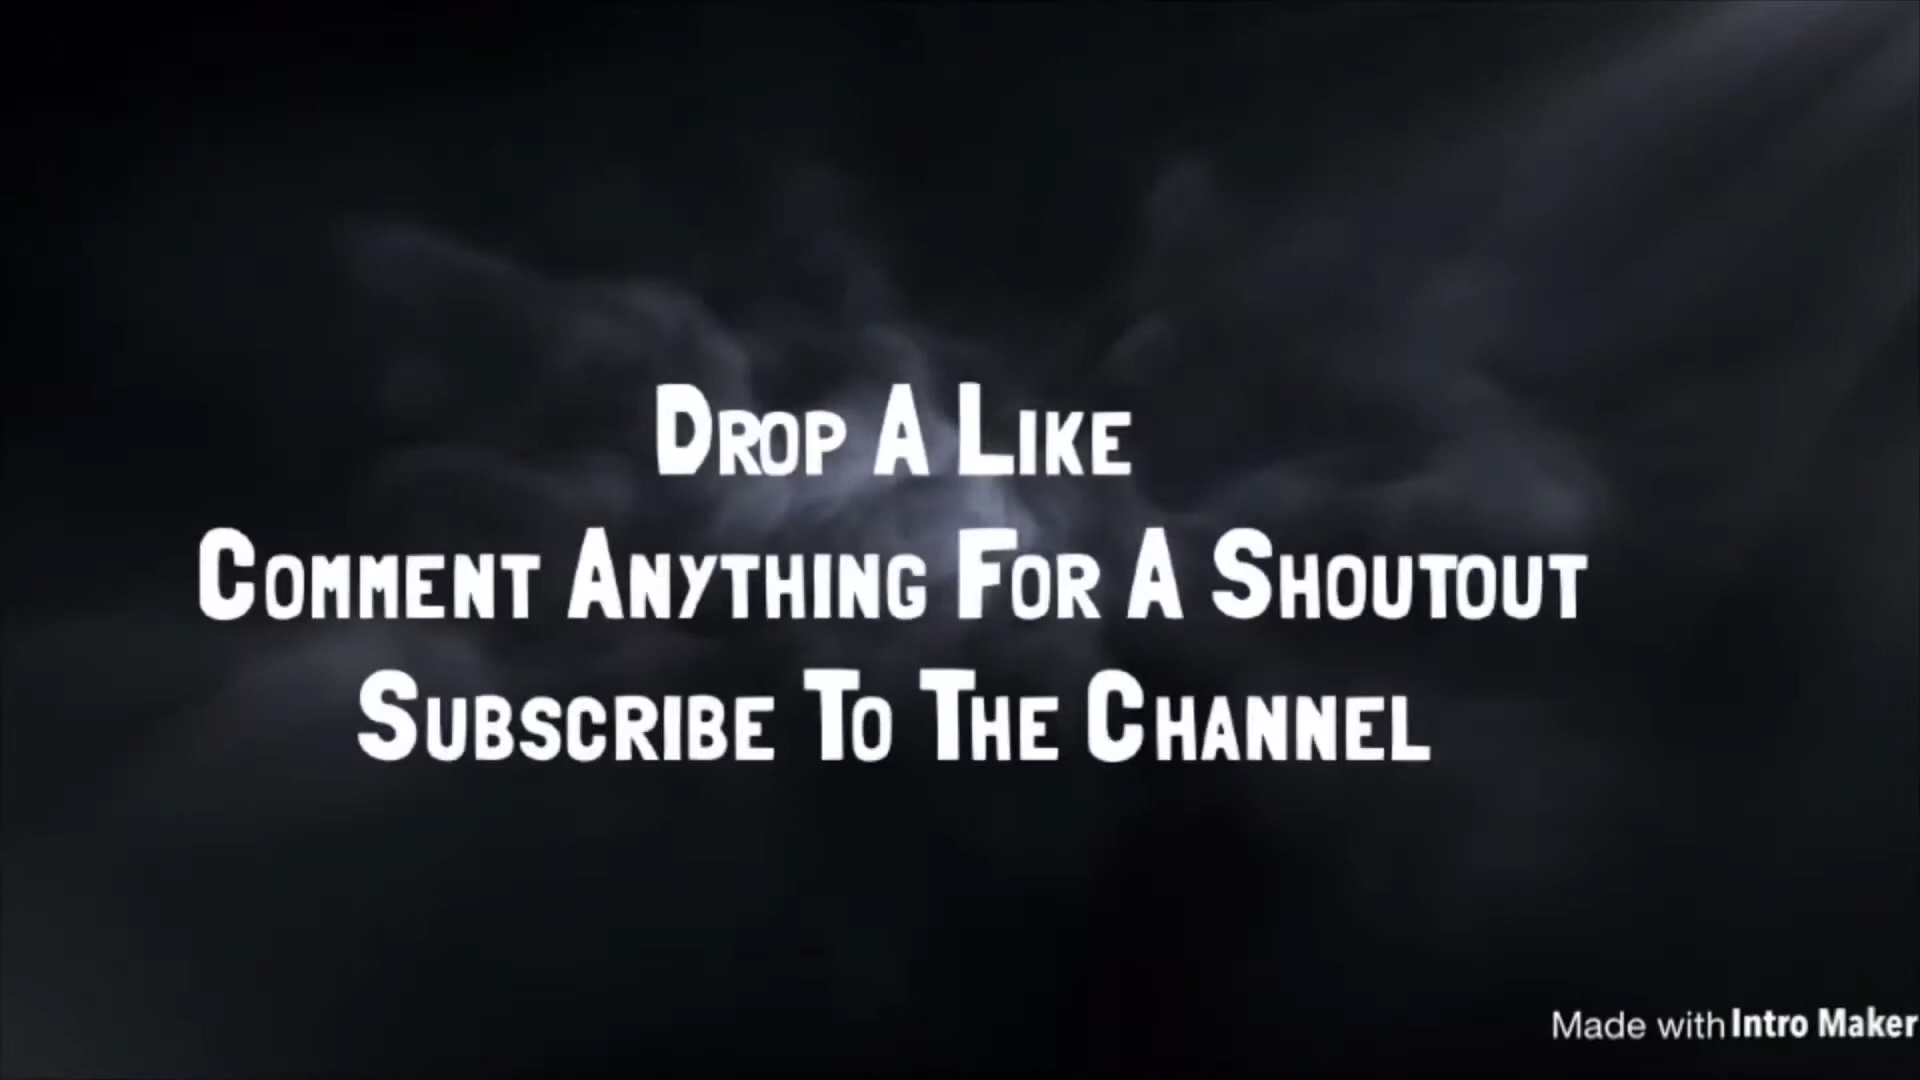 Drop A Like
Comment Anything For A Shoutout
Subscribe To The Channel
Made with Intro Maker